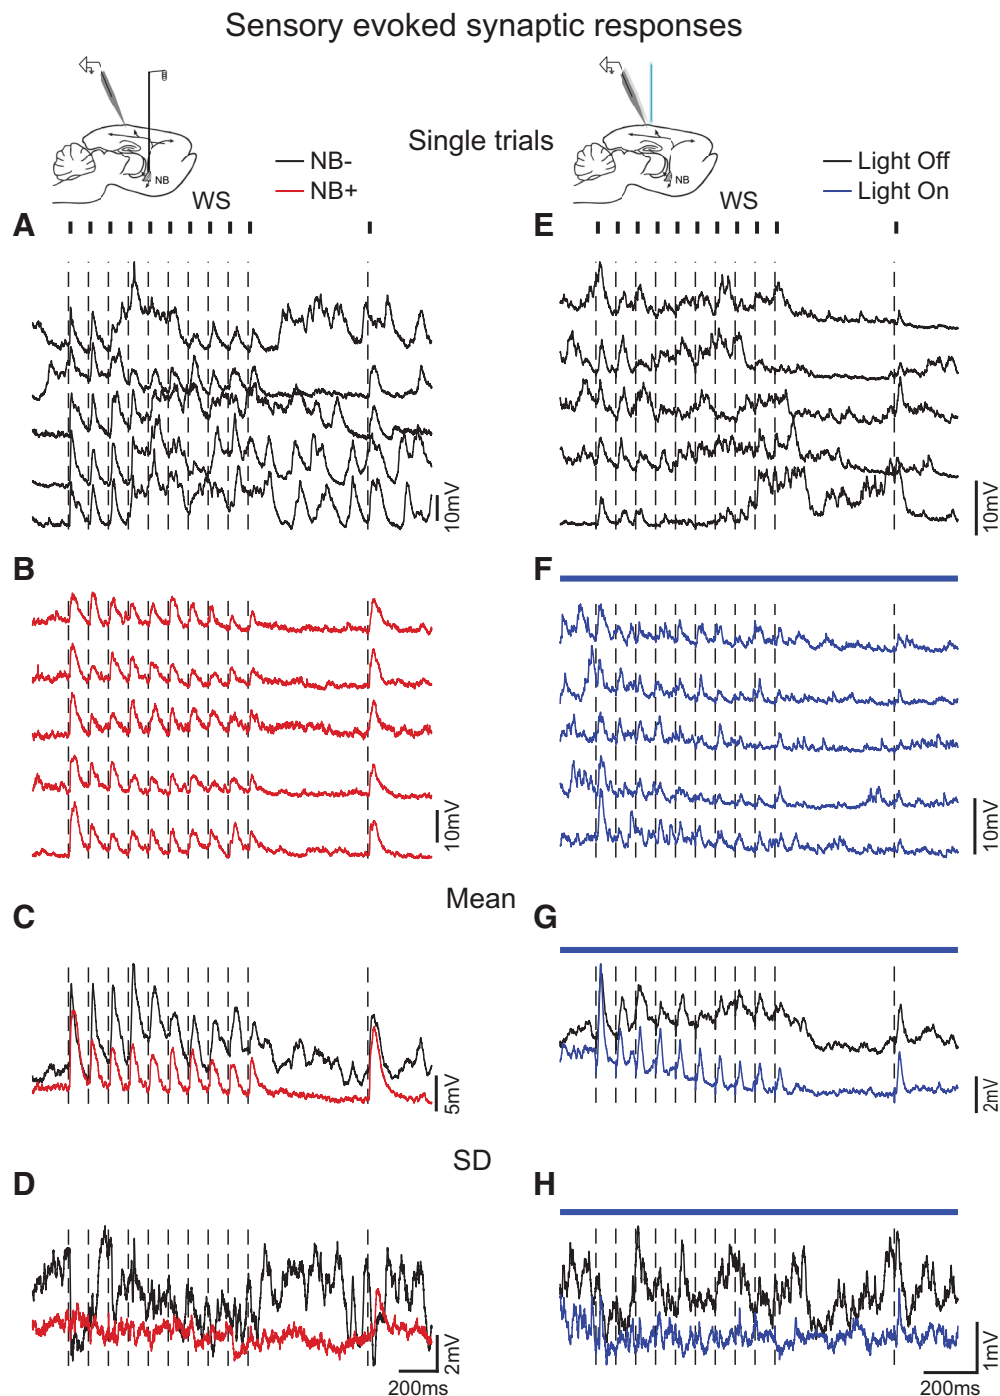 Sensory evoked synaptic responses
Single trials
NB
NB-
NB+
WS
NB
Light Off
Light On
WS
A
10mV
E
10mV
B
10mV
F
10mV
Mean
C
5mV
G
2mV
SD
D
2mV
200ms
H
1mV
200ms